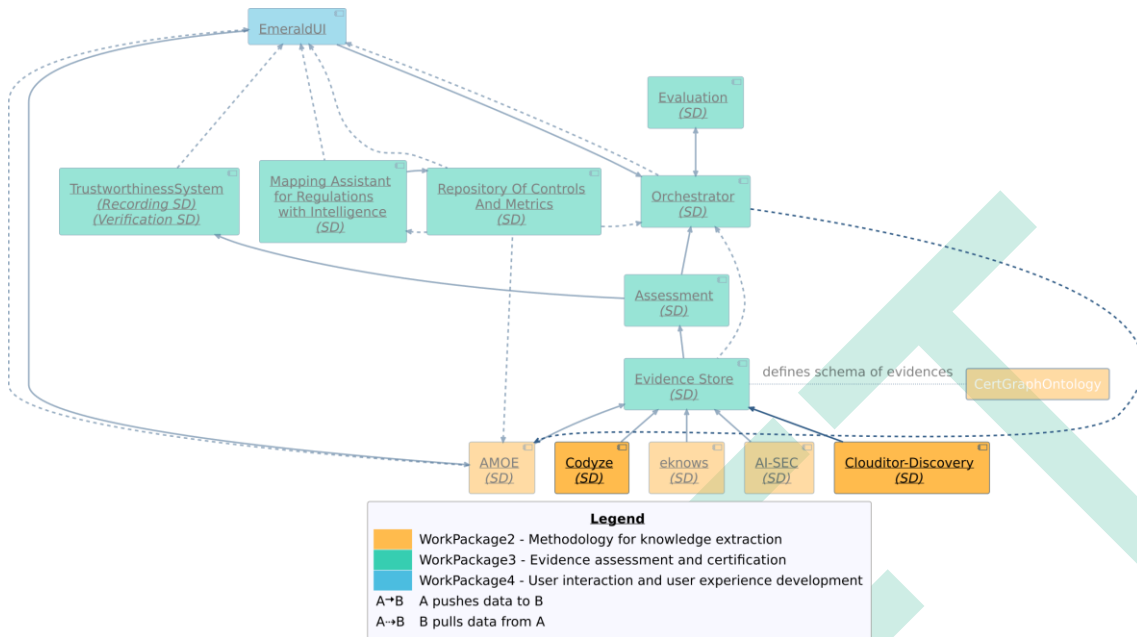 EmeraldUI
Evaluation
(SD)
TrustworthinessSystem
(Recording SD)
(Verification SD)
Mapping Assistant
for Regulations
with Intelligence
(SD)
Repository Of Controls
And Metrics
(SD)
Orchestrator
(SD)
Assessment
(SD)
Evidence Store
(SD)
defines schema of evidences
CertGraphOntology
AMOE
(SD)
Codyze
(SD)
eknows
(SD)
AI-SEC
(SD)
Clouditor-Discovery
(SD)
Legend
WorkPackage2 - Methodology for knowledge extraction
WorkPackage3 - Evidence assessment and certification
WorkPackage4 - User interaction and user experience development
A→B A pushes data to B
A⇢B B pulls data from A